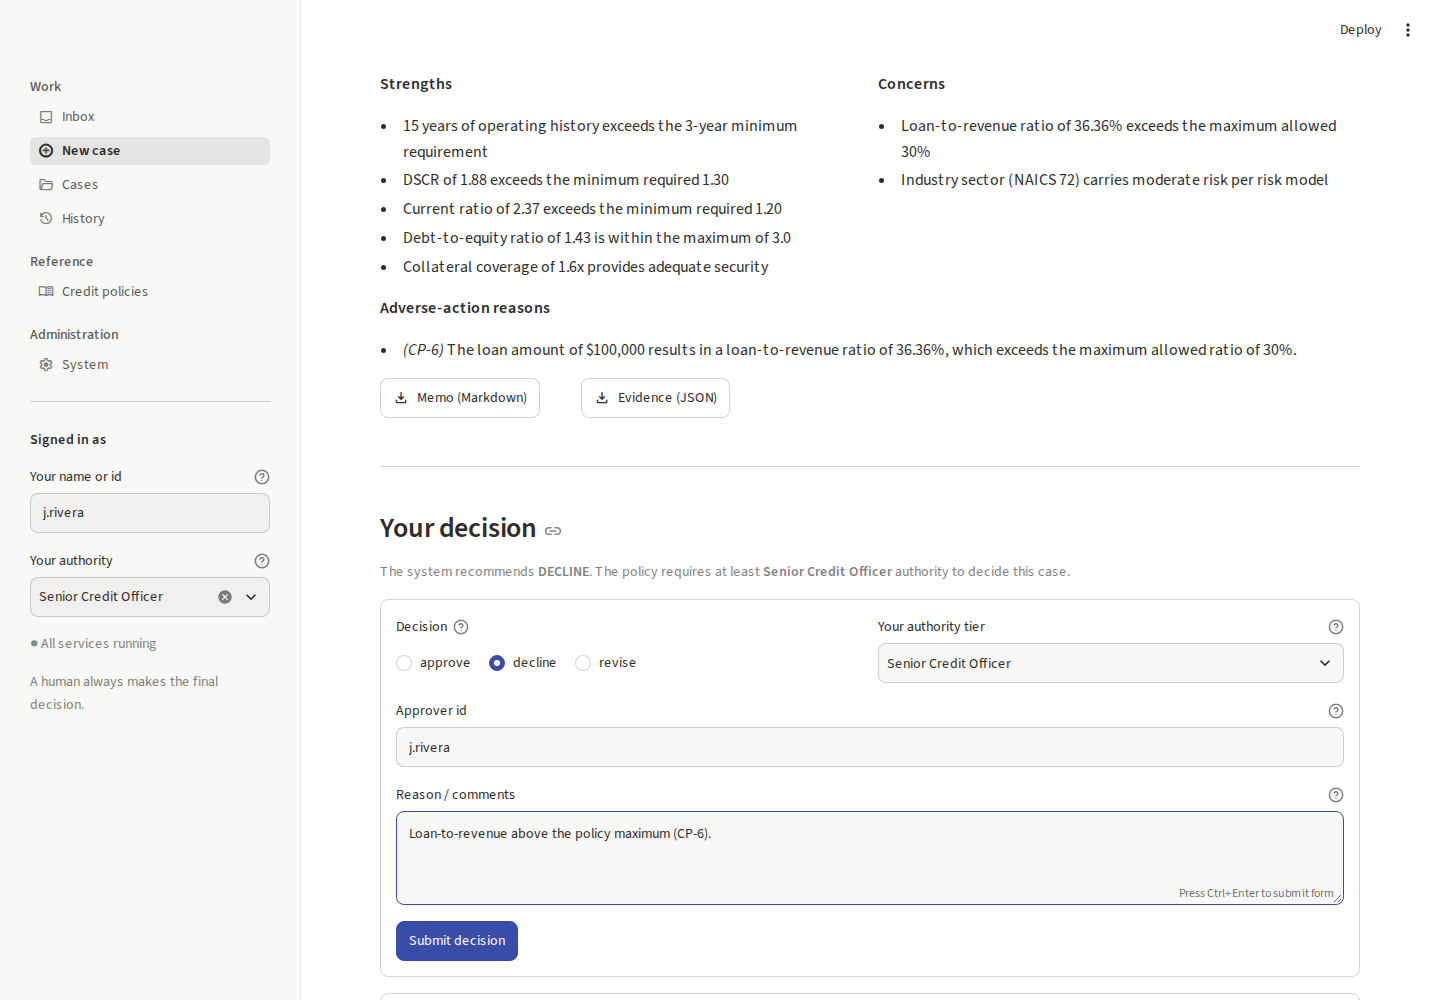 Deploy
Work
Inbox
New case
Cases
History
Reference
Credit policies
Administration
System
Signed in as
Your name or id
j.rivera
Your authority
Senior Credit Officer
All services running
A human always makes the final
decision.
Strengths
15 years of operating history exceeds the 3-year minimum
requirement
DSCR of 1.88 exceeds the minimum required 1.30
Current ratio of 2.37 exceeds the minimum required 1.20
Debt-to-equity ratio of 1.43 is within the maximum of 3.0
Collateral coverage of 1.6x provides adequate security
Concerns
Loan-to-revenue ratio of 36.36% exceeds the maximum allowed
30%
Industry sector (NAICS 72) carries moderate risk per risk model
Adverse-action reasons
(CP-6) The loan amount of $100,000 results in a loan-to-revenue ratio of 36.36%, which exceeds the maximum allowed ratio of 30%.
Memo (Markdown)
Evidence (JSON)
Your decision
The system recommends DECLINE. The policy requires at least Senior Credit Officer authority to decide this case.
Decision
approve
decline
revise
Your authority tier
Senior Credit Officer
Approver id
j.rivera
Reason / comments
Loan-to-revenue above the policy maximum (CP-6).
Press Ctrl+Enter to submit form
Submit decision